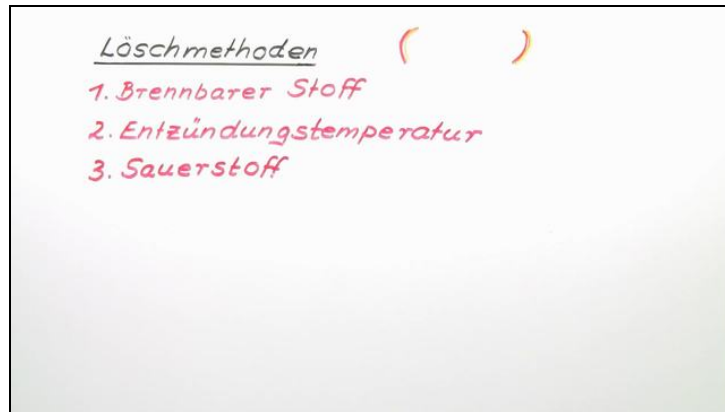 Löschmethoden ( )
1. Brennbarer Stoff
2. Entzündungstemperatur
3. Sauerstoff